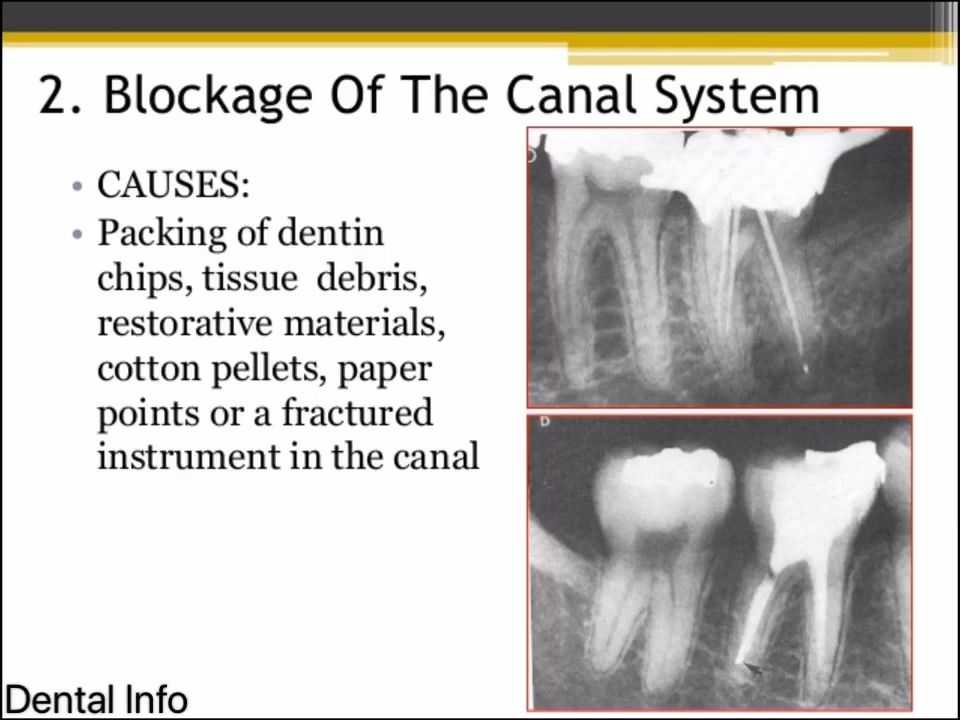 2. Blockage Of The Canal System
• CAUSES:
• Packing of dentin
chips, tissue debris,
restorative materials,
cotton pellets, paper
points or a fractured
instrument in the canal
D
Dental Info